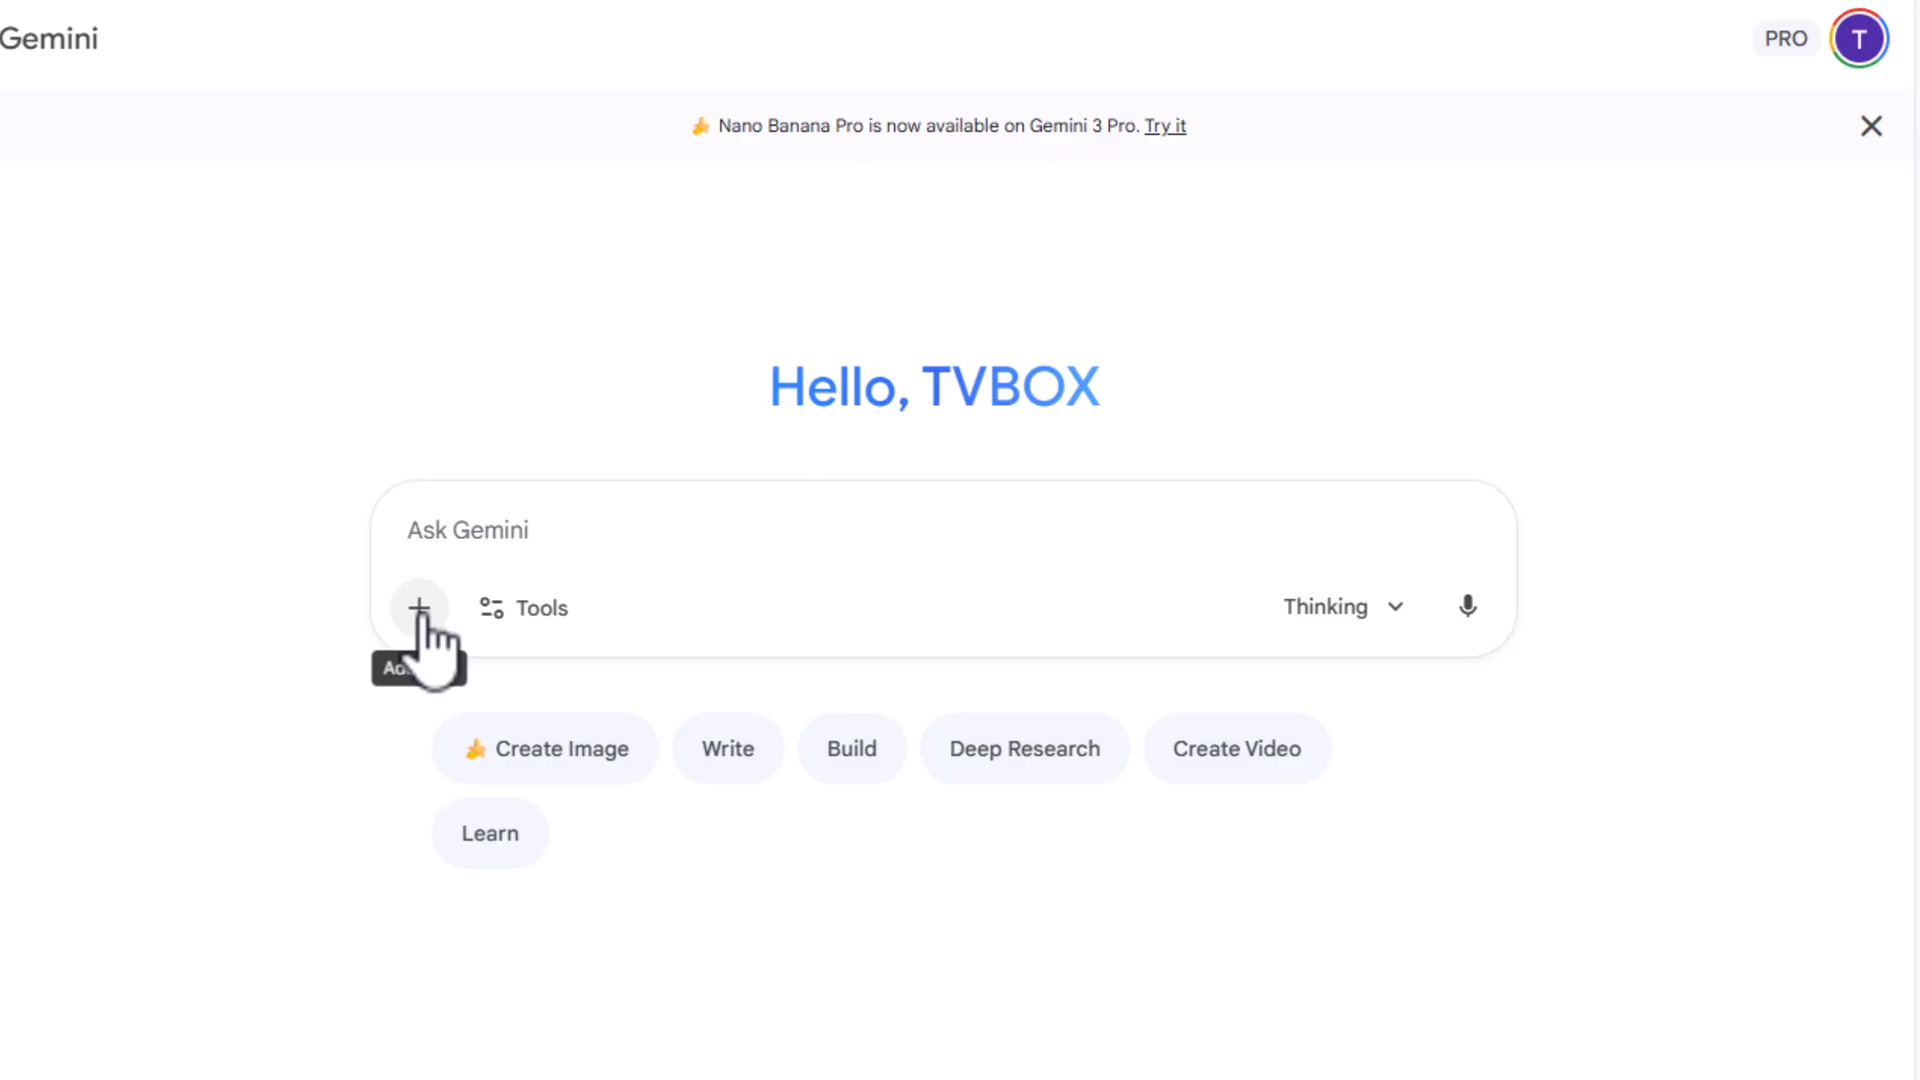 Gemini
PRO
T
Nano Banana Pro is now available on Gemini 3 Pro. Try it
Hello, TVBOX
Ask Gemini
Tools
Thinking
Create Image
Write
Build
Deep Research
Create Video
Learn